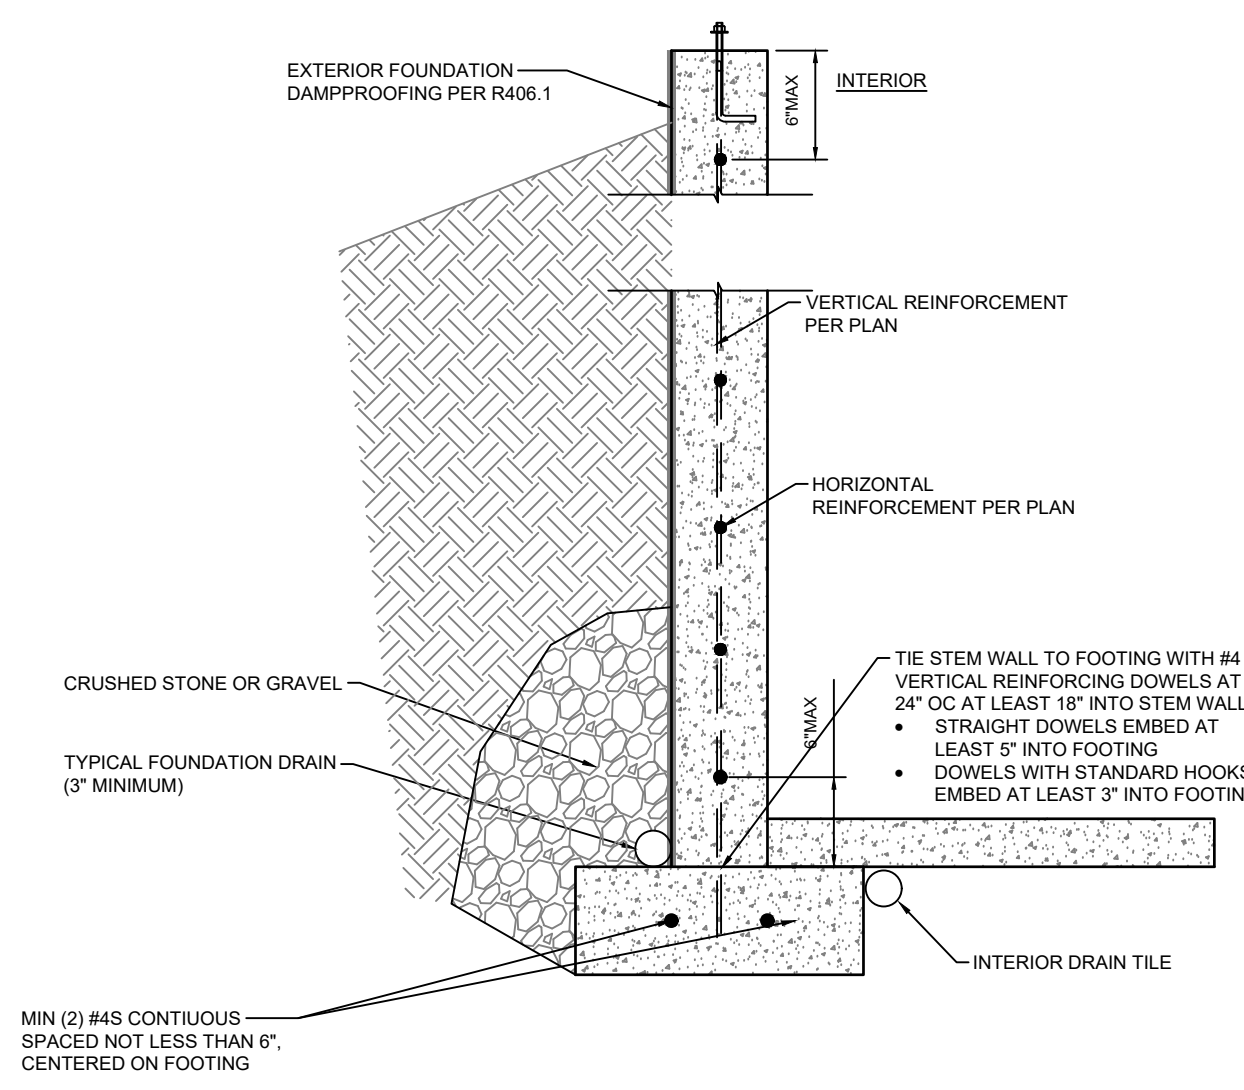 EXTERIOR FOUNDATION
DAMPPROOFING PER R406.1
6"MAX
INTERIOR
VERTICAL REINFORCEMENT
PER PLAN
HORIZONTAL
REINFORCEMENT PER PLAN
CRUSHED STONE OR GRAVEL
TYPICAL FOUNDATION DRAIN
(3" MINIMUM)
6"MAX
TIE STEM WALL TO FOOTING WITH #4
VERTICAL REINFORCING DOWELS AT
24" OC AT LEAST 18" INTO STEM WALL
• STRAIGHT DOWELS EMBED AT
LEAST 5" INTO FOOTING
• DOWELS WITH STANDARD HOOKS
EMBED AT LEAST 3" INTO FOOTIN
INTERIOR DRAIN TILE
MIN (2) #4S CONTIUOUS
SPACED NOT LESS THAN 6",
CENTERED ON FOOTING